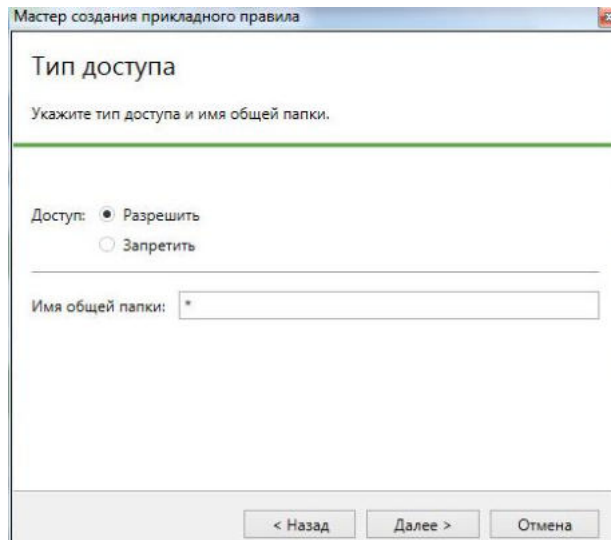 Мастер создания прикладного правила
Тип доступа
Укажите тип доступа и имя общей папки.
Доступ: Разрешить
Запретить
Имя общей папки: *
< Назад Далее > Отмена